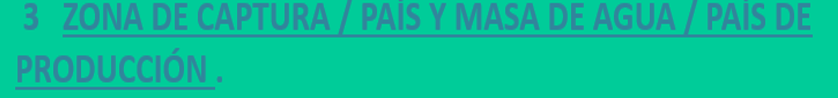 3 ZONA DE CAPTURA / PAÍS Y MASA DE AGUA / PAÍS DE
PRODUCCIÓN .